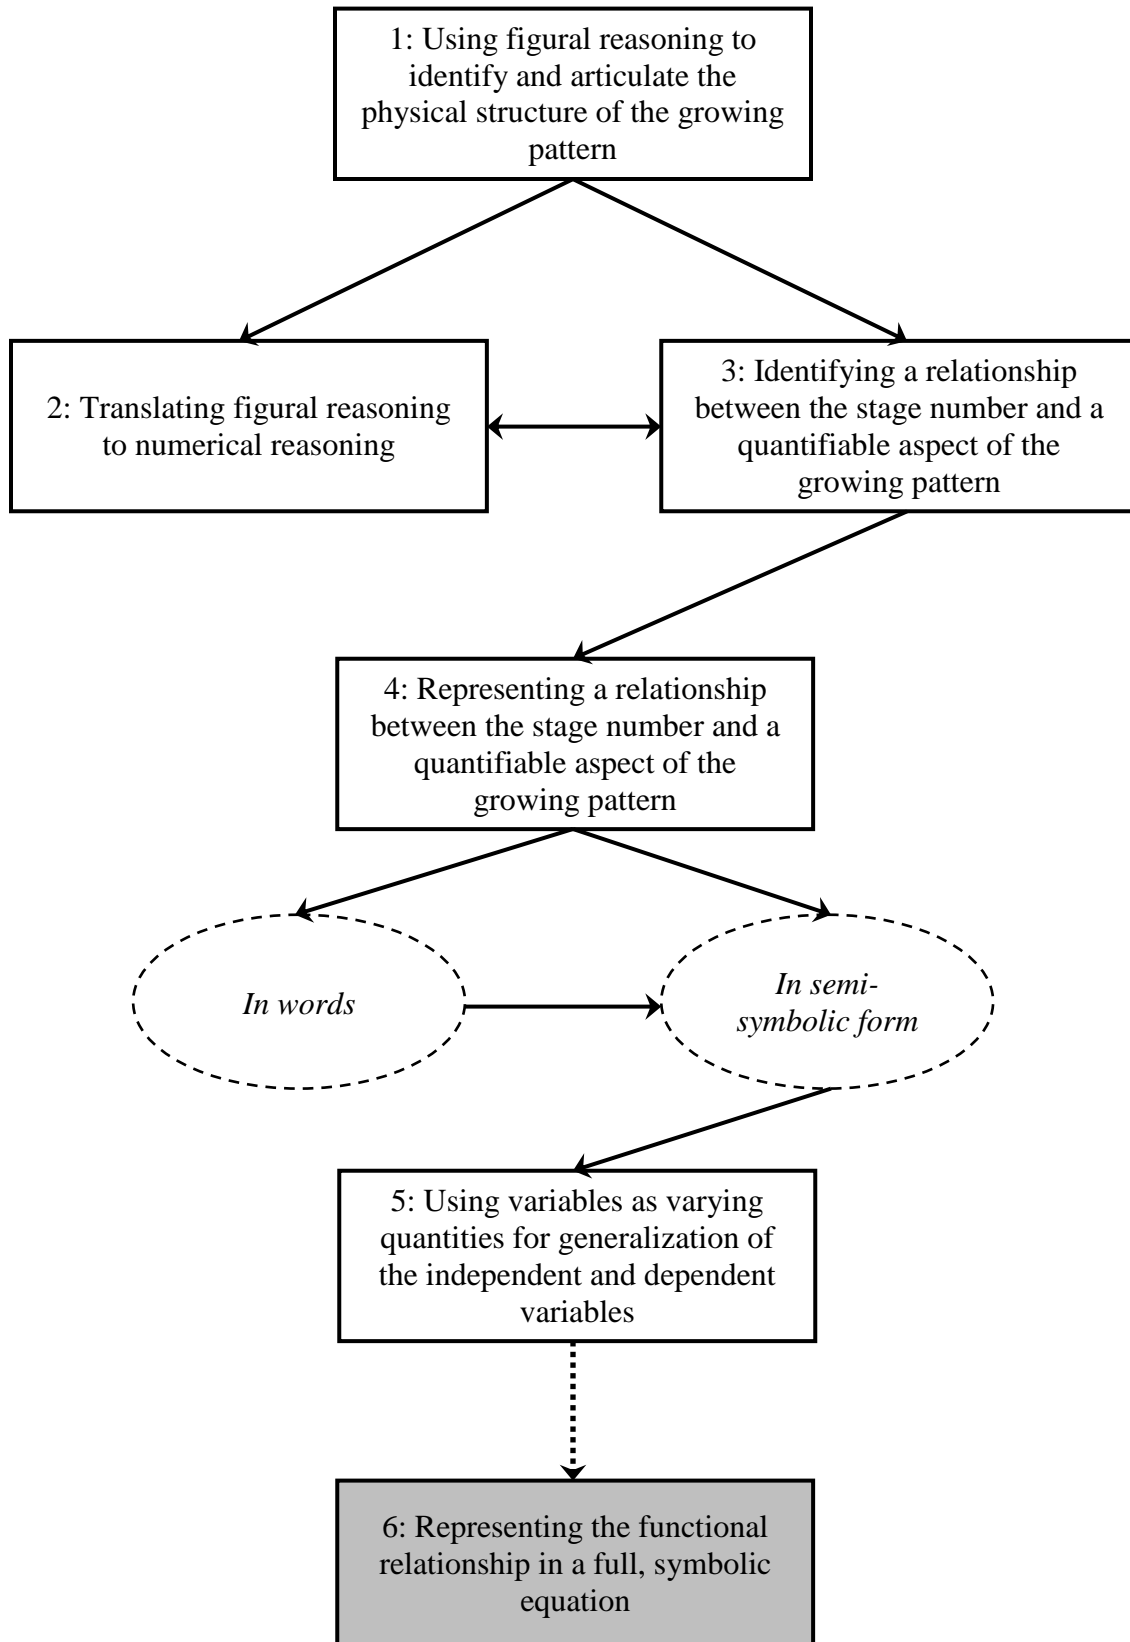 1: Using figural reasoning to
identify and articulate the
physical structure of the growing
pattern
2: Translating figural reasoning
to numerical reasoning
3: Identifying a relationship
between the stage number and a
quantifiable aspect of the
growing pattern
4: Representing a relationship
between the stage number and a
quantifiable aspect of the
growing pattern
In words
In semi-
symbolic form
5: Using variables as varying
quantities for generalization of
the independent and dependent
variables
6: Representing the functional
relationship in a full, symbolic
equation